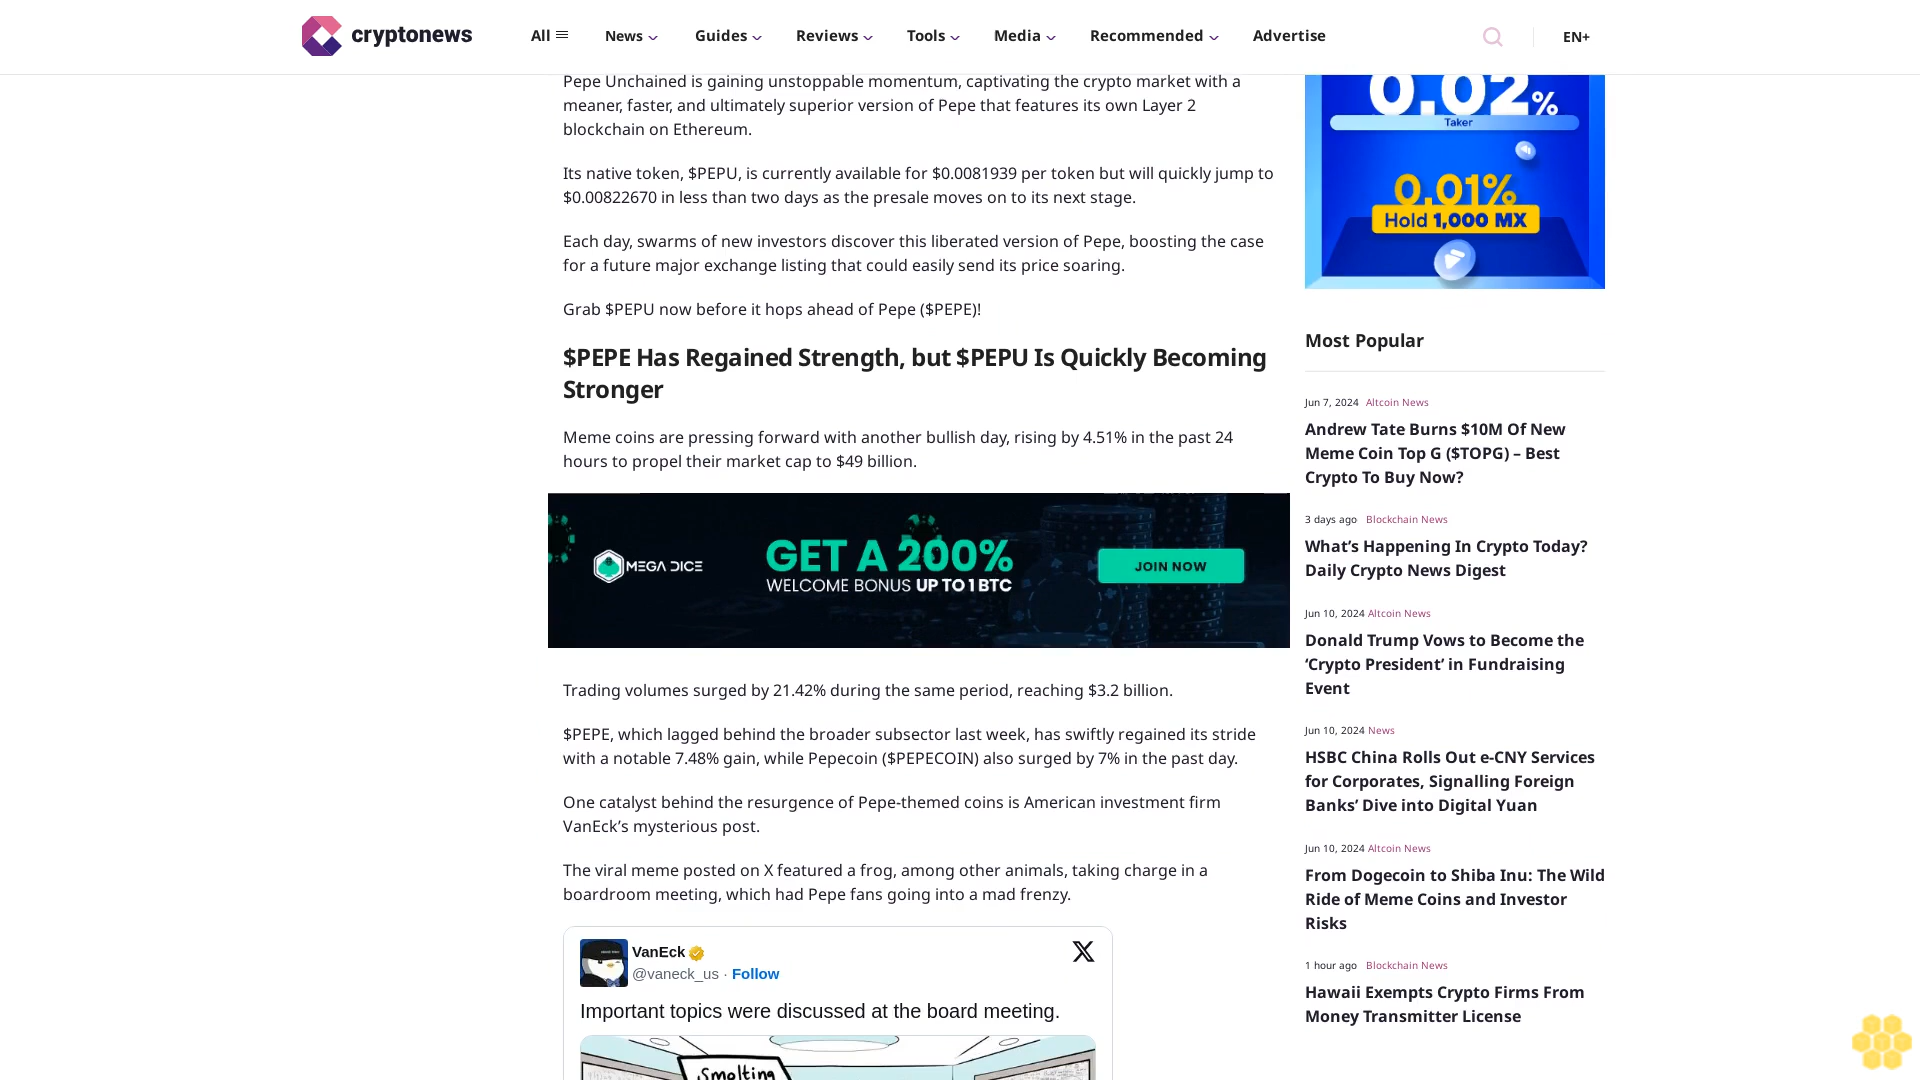 cryptonews
All
News
Guides
Reviews
Tools
Media
Recommended
Advertise
EN+
Pepe Unchained is gaining unstoppable momentum, captivating the crypto market with a
meaner, faster, and ultimately superior version of Pepe that features its own Layer 2
blockchain on Ethereum.
Its native token, $PEPU, is currently available for $0.0081939 per token but will quickly jump to
$0.00822670 in less than two days as the presale moves on to its next stage.
Each day, swarms of new investors discover this liberated version of Pepe, boosting the case
for a future major exchange listing that could easily send its price soaring.
Grab $PEPU now before it hops ahead of Pepe ($PEPE)!
$PEPE Has Regained Strength, but $PEPU Is Quickly Becoming
Stronger
Meme coins are pressing forward with another bullish day, rising by 4.51% in the past 24
hours to propel their market cap to $49 billion.
MEGA DICE
GET A 200%
WELCOME BONUS UP TO 1 BTC
JOIN NOW
Trading volumes surged by 21.42% during the same period, reaching $3.2 billion.
$PEPE, which lagged behind the broader subsector last week, has swiftly regained its stride
with a notable 7.48% gain, while Pepecoin ($PEPECOIN) also surged by 7% in the past day.
One catalyst behind the resurgence of Pepe-themed coins is American investment firm
VanEck’s mysterious post.
The viral meme posted on X featured a frog, among other animals, taking charge in a
boardroom meeting, which had Pepe fans going into a mad frenzy.
VanEck
@vaneck_us · Follow
Important topics were discussed at the board meeting.
Smolting
0.02%
Taker
0.01%
Hold 1,000 MX
Most Popular
Jun 7, 2024 Altcoin News
Andrew Tate Burns $10M Of New
Meme Coin Top G ($TOPG) – Best
Crypto To Buy Now?
3 days ago Blockchain News
What’s Happening In Crypto Today?
Daily Crypto News Digest
Jun 10, 2024 Altcoin News
Donald Trump Vows to Become the
‘Crypto President’ in Fundraising
Event
Jun 10, 2024 News
HSBC China Rolls Out e-CNY Services
for Corporates, Signalling Foreign
Banks’ Dive into Digital Yuan
Jun 10, 2024 Altcoin News
From Dogecoin to Shiba Inu: The Wild
Ride of Meme Coins and Investor
Risks
1 hour ago Blockchain News
Hawaii Exempts Crypto Firms From
Money Transmitter License